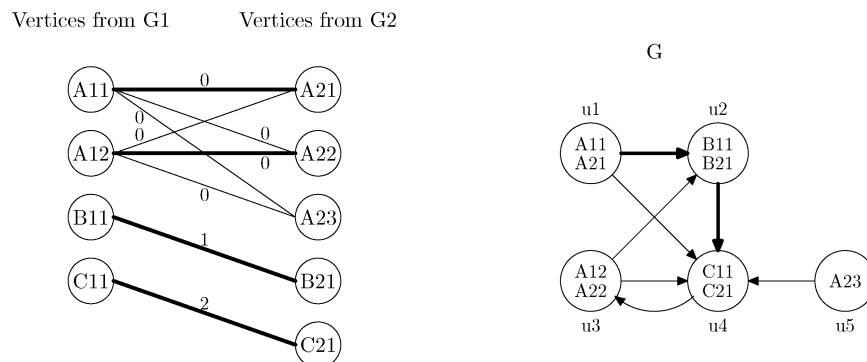 Vertices from G1
Vertices from G2
A11
A21
0
0
0
0
A12
A22
0
0
B11
A23
1
C11
B21
2
C21
G
u1
u2
A11
A21
B11
B21
A12
A22
C11
C21
A23
u3
u4
u5